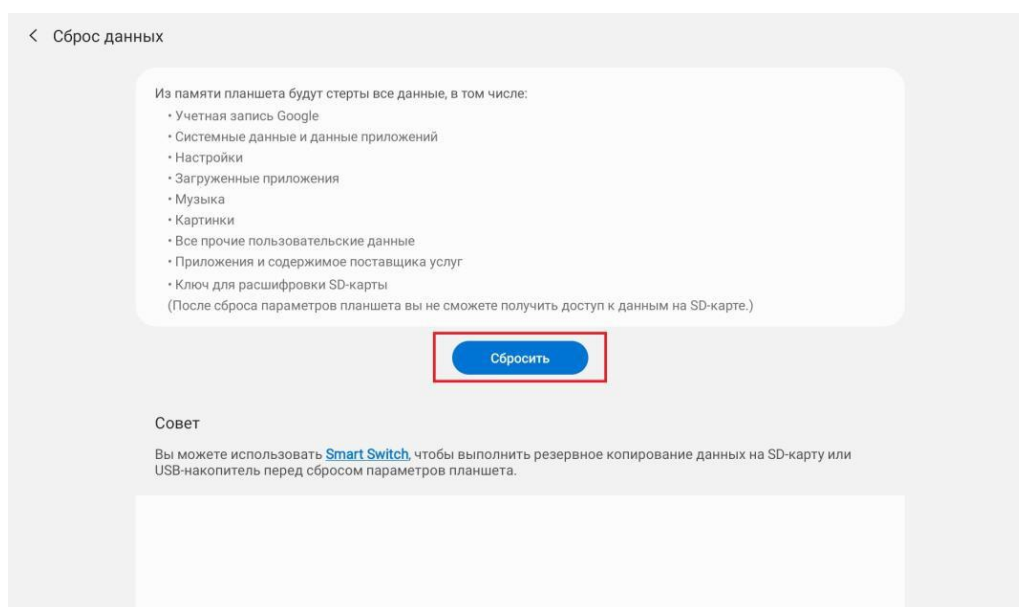 Сброс данных
Из памяти планшета будут стерты все данные, в том числе:
• Учетная запись Google
• Системные данные и данные приложений
• Настройки
• Загруженные приложения
• Музыка
• Картинки
• Все прочие пользовательские данные
• Приложения и содержимое поставщика услуг
• Ключ для расшифровки SD-карты
(После сброса параметров планшета вы не сможете получить доступ к данным на SD-карте.)
Сбросить
Совет
Вы можете использовать Smart Switch, чтобы выполнить резервное копирование данных на SD-карту или
USB-накопитель перед сбросом параметров планшета.